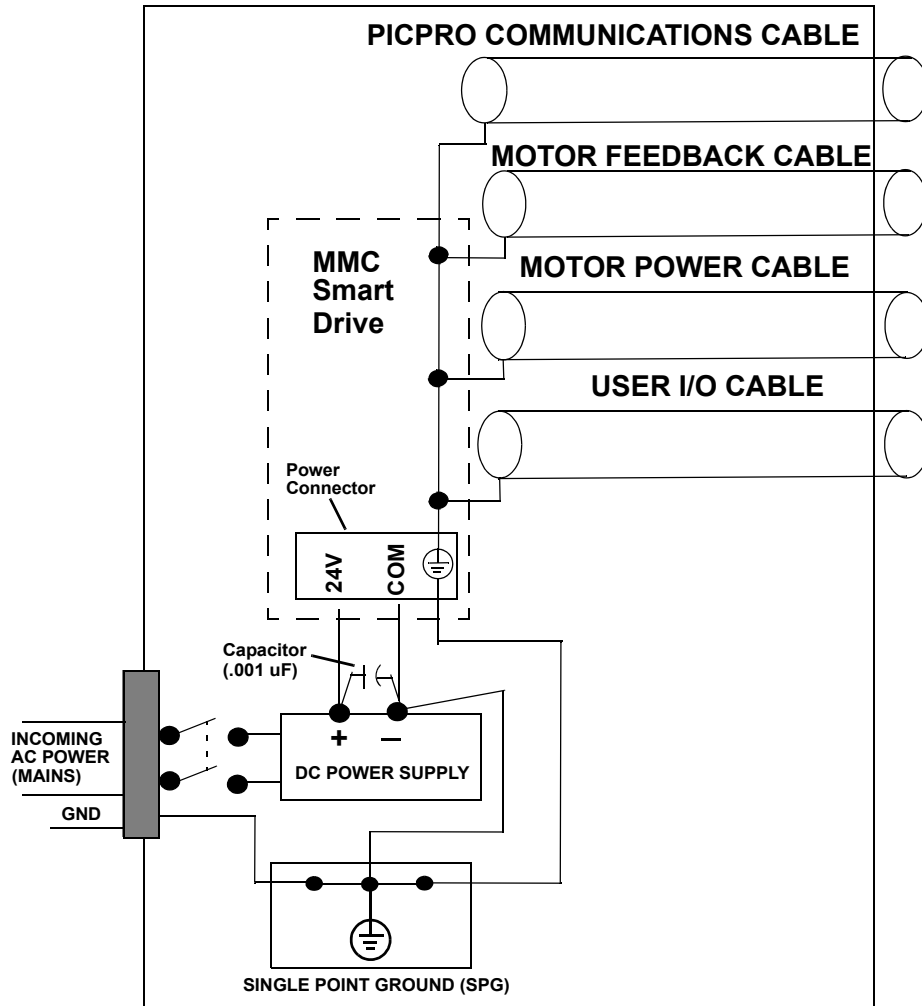 PICPRO COMMUNICATIONS CABLE
MOTOR FEEDBACK CABLE
MMC
Smart
Drive
MOTOR POWER CABLE
USER I/O CABLE
Power
Connector
24V
COM
Capacitor
(.001 uF)
+ –
DC POWER SUPPLY
INCOMING
AC POWER
(MAINS)
GND
SINGLE POINT GROUND (SPG)